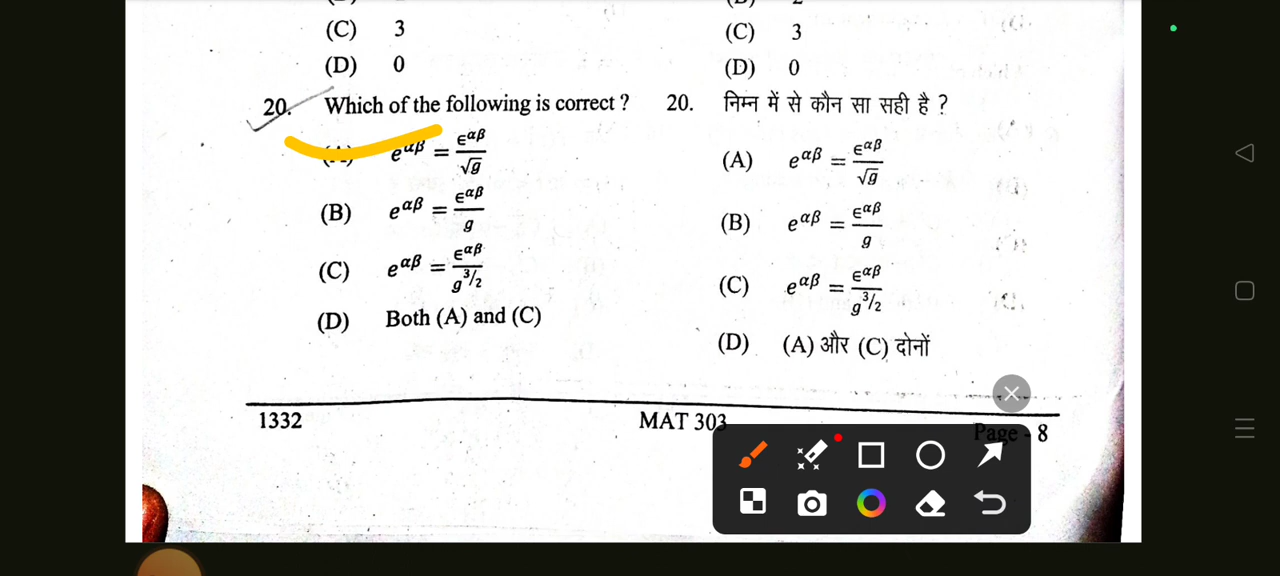 (C) 3
(D) 0
20. Which of the following is correct ?
(A) e^{αβ} = ∈^{αβ}/√g
(B) e^{αβ} = ∈^{αβ}/g
(C) e^{αβ} = ∈^{αβ}/g^{3/2}
(D) Both (A) and (C)
(C) 3
(D) 0
20. निम्न में से कौन सा सही है ?
(A) e^{αβ} = ∈^{αβ}/√g
(B) e^{αβ} = ∈^{αβ}/g
(C) e^{αβ} = ∈^{αβ}/g^{3/2}
(D) (A) और (C) दोनों
1332 MAT 303 Page - 8